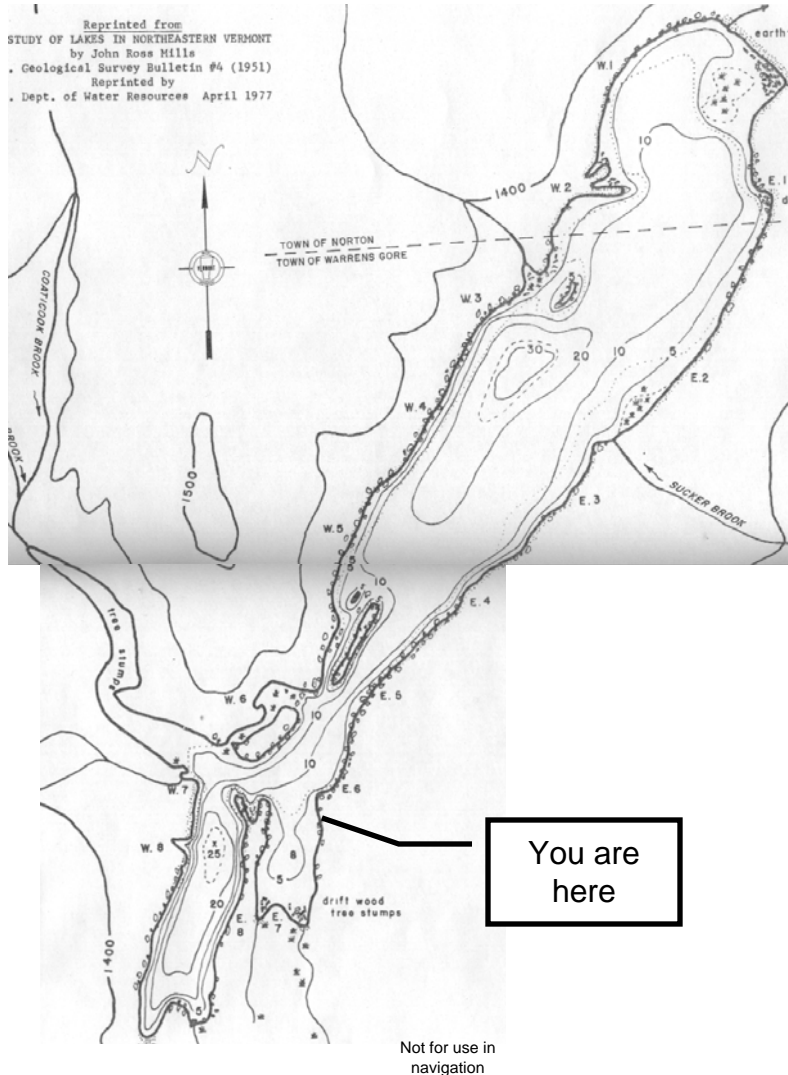 Reprinted from
STUDY OF LAKES IN NORTHEASTERN VERMONT
by John Ross Mills
. Geological Survey Bulletin #4 (1951)
Reprinted by
. Dept. of Water Resources April 1977
earth
W.1
N
10
1400
W.2
E.1
d
TOWN OF NORTON
TOWN OF WARRENS GORE
COATICOOK BROOK
W.3
30
20
10
5
E.2
W.4
BROOK
1500
SUCKER BROOK
E.3
W.5
5
10
E.4
tree stumps
W.6
E.5
10
10
W.7
E.6
W.8
x
25
8
5
You are
here
20
drift wood
tree stumps
E.
8
E.
7
1400
5
Not for use in
navigation